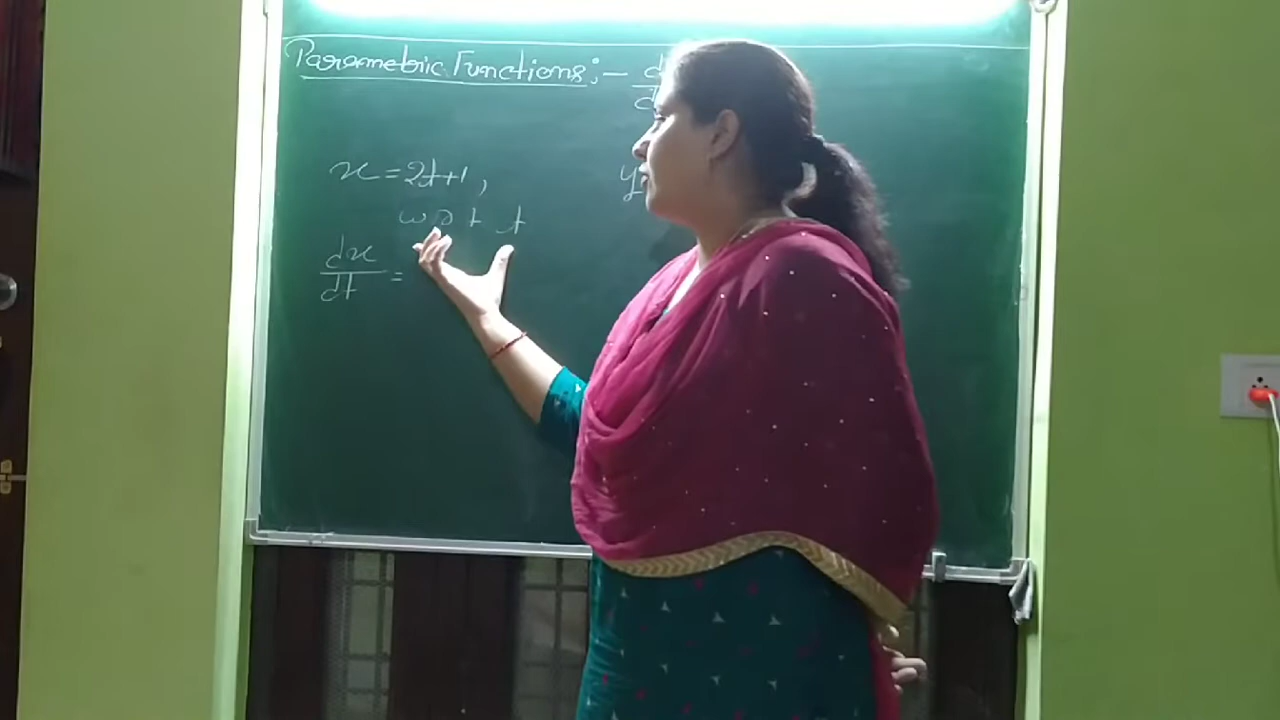 Parametric Functions :- d
d
x = 2t+1, y
w r t t
dx
dt =